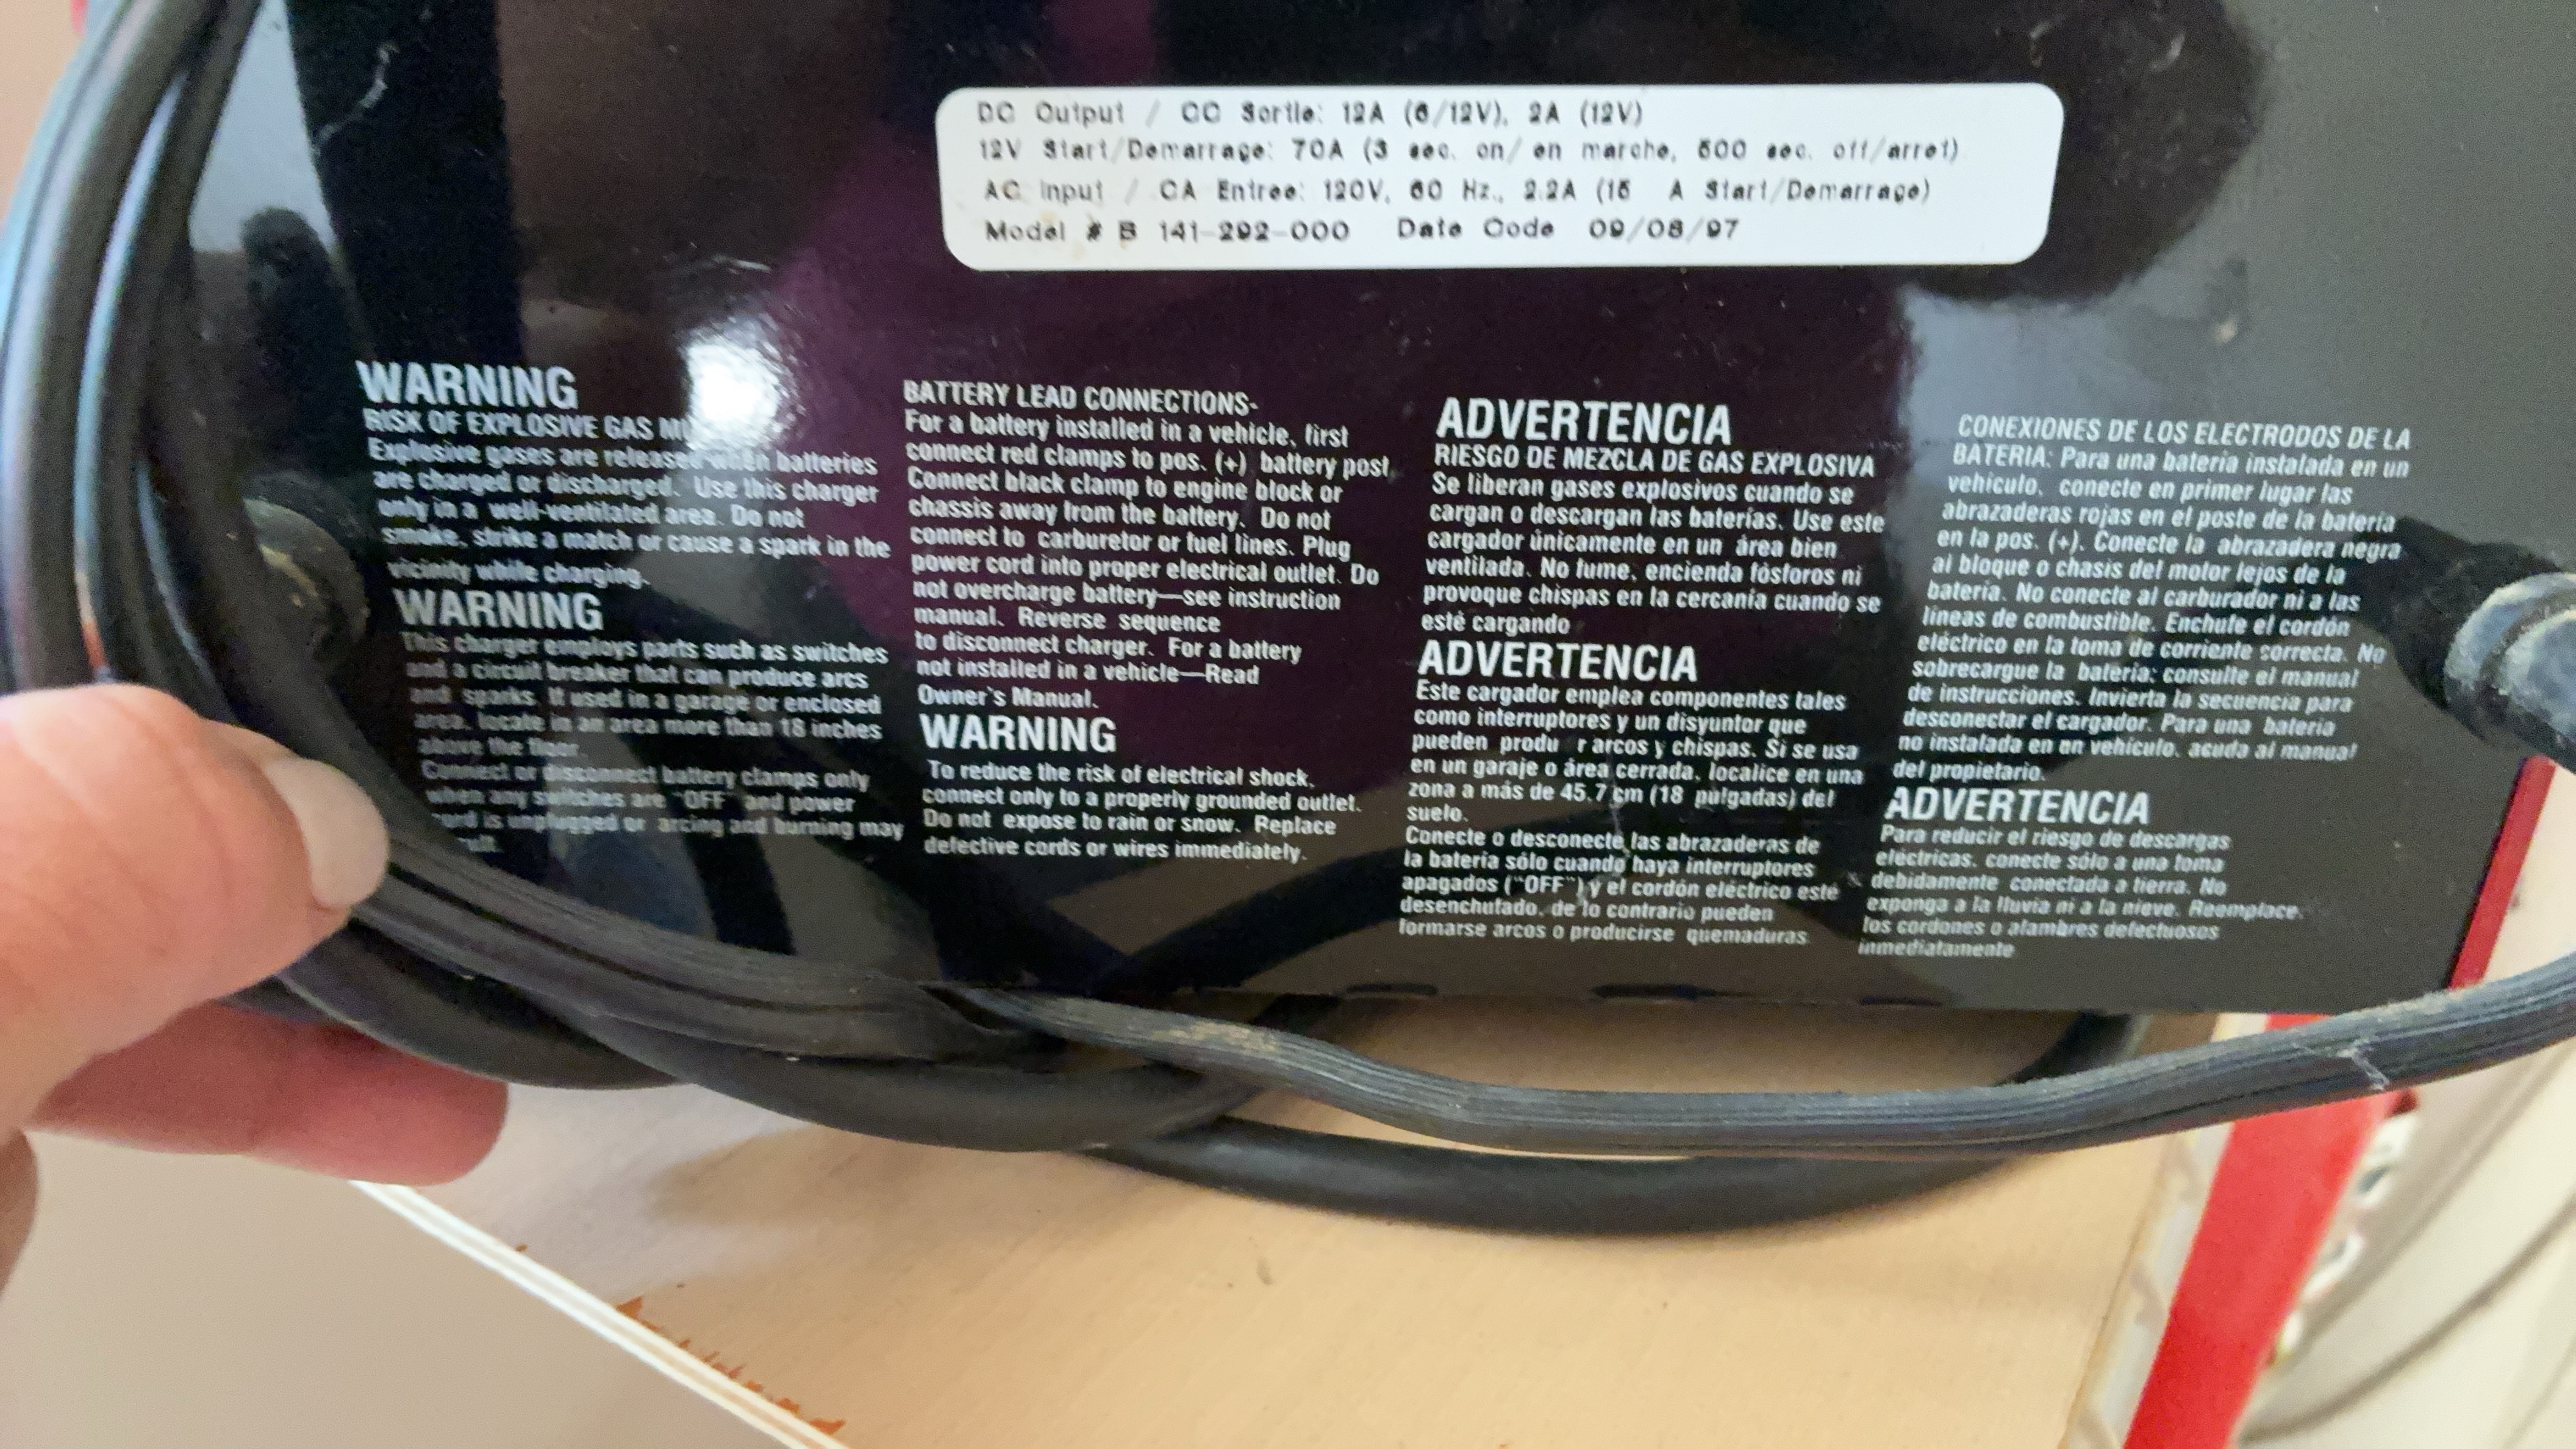 DC Output / CC Sortie: 12A (6/12V), 2A (12V)
12V Start/Demarrage: 70A (3 sec. on/ en marche, 600 sec. off/arret)
AC Input / CA Entree: 120V, 60 Hz., 2.2A (15 A Start/Demarrage)
Model # B 141-292-000 Date Code 09/08/97
WARNING
RISK OF EXPLOSIVE GAS
Explosive gases are released when batteries
are charged or discharged. Use this charger
only in a well-ventilated area. Do not
smoke, strike a match or cause a spark in the
vicinity while charging.
WARNING
This charger employs parts such as switches
and a circuit breaker that can produce arcs
and sparks. If used in a garage or enclosed
area, locate in an area more than 18 inches
above the floor.
Connect or disconnect battery clamps only
when any switches are "OFF" and power
cord is unplugged or arcing and burning may
BATTERY LEAD CONNECTIONS-
For a battery installed in a vehicle, first
connect red clamps to pos. (+) battery post
Connect black clamp to engine block or
chassis away from the battery. Do not
connect to carburetor or fuel lines. Plug
power cord into proper electrical outlet. Do
not overcharge battery—see instruction
manual. Reverse sequence
to disconnect charger. For a battery
not installed in a vehicle—Read
Owner's Manual.
WARNING
To reduce the risk of electrical shock,
connect only to a properly grounded outlet.
Do not expose to rain or snow. Replace
defective cords or wires immediately.
ADVERTENCIA
RIESGO DE MEZCLA DE GAS EXPLOSIVA
Se liberan gases explosivos cuando se
cargan o descargan las baterías. Use este
cargador únicamente en un área bien
ventilada. No fume, encienda fósforos ni
provoque chispas en la cercanía cuando se
esté cargando
ADVERTENCIA
Este cargador emplea componentes tales
como interruptores y un disyuntor que
pueden produ r arcos y chispas. Si se usa
en un garaje o área cerrada, localice en una
zona a más de 45.7 cm (18 pulgadas) del
suelo.
Conecte o desconecte las abrazaderas de
la batería sólo cuando haya interruptores
apagados ("OFF") y el cordón eléctrico esté
desenchufado, de lo contrario pueden
formarse arcos o producirse quemaduras
CONEXIONES DE LOS ELECTRODOS DE LA
BATERIA: Para una batería instalada en un
vehículo, conecte en primer lugar las
abrazaderas rojas en el poste de la batería
en la pos. (+). Conecte la abrazadera negra
al bloque o chasis del motor lejos de la
batería. No conecte al carburador ni a las
líneas de combustible. Enchufe el cordón
eléctrico en la toma de corriente correcta. No
sobrecargue la batería: consulte el manual
de instrucciones. Invierta la secuencia para
desconectar el cargador. Para una batería
no instalada en un vehículo, acuda al manual
del propietario.
ADVERTENCIA
Para reducir el riesgo de descargas
eléctricas, conecte sólo a una toma
debidamente conectada a tierra. No
exponga a la lluvia ni a la nieve. Reemplace
los cordones o alambres defectuosos
inmediatamente